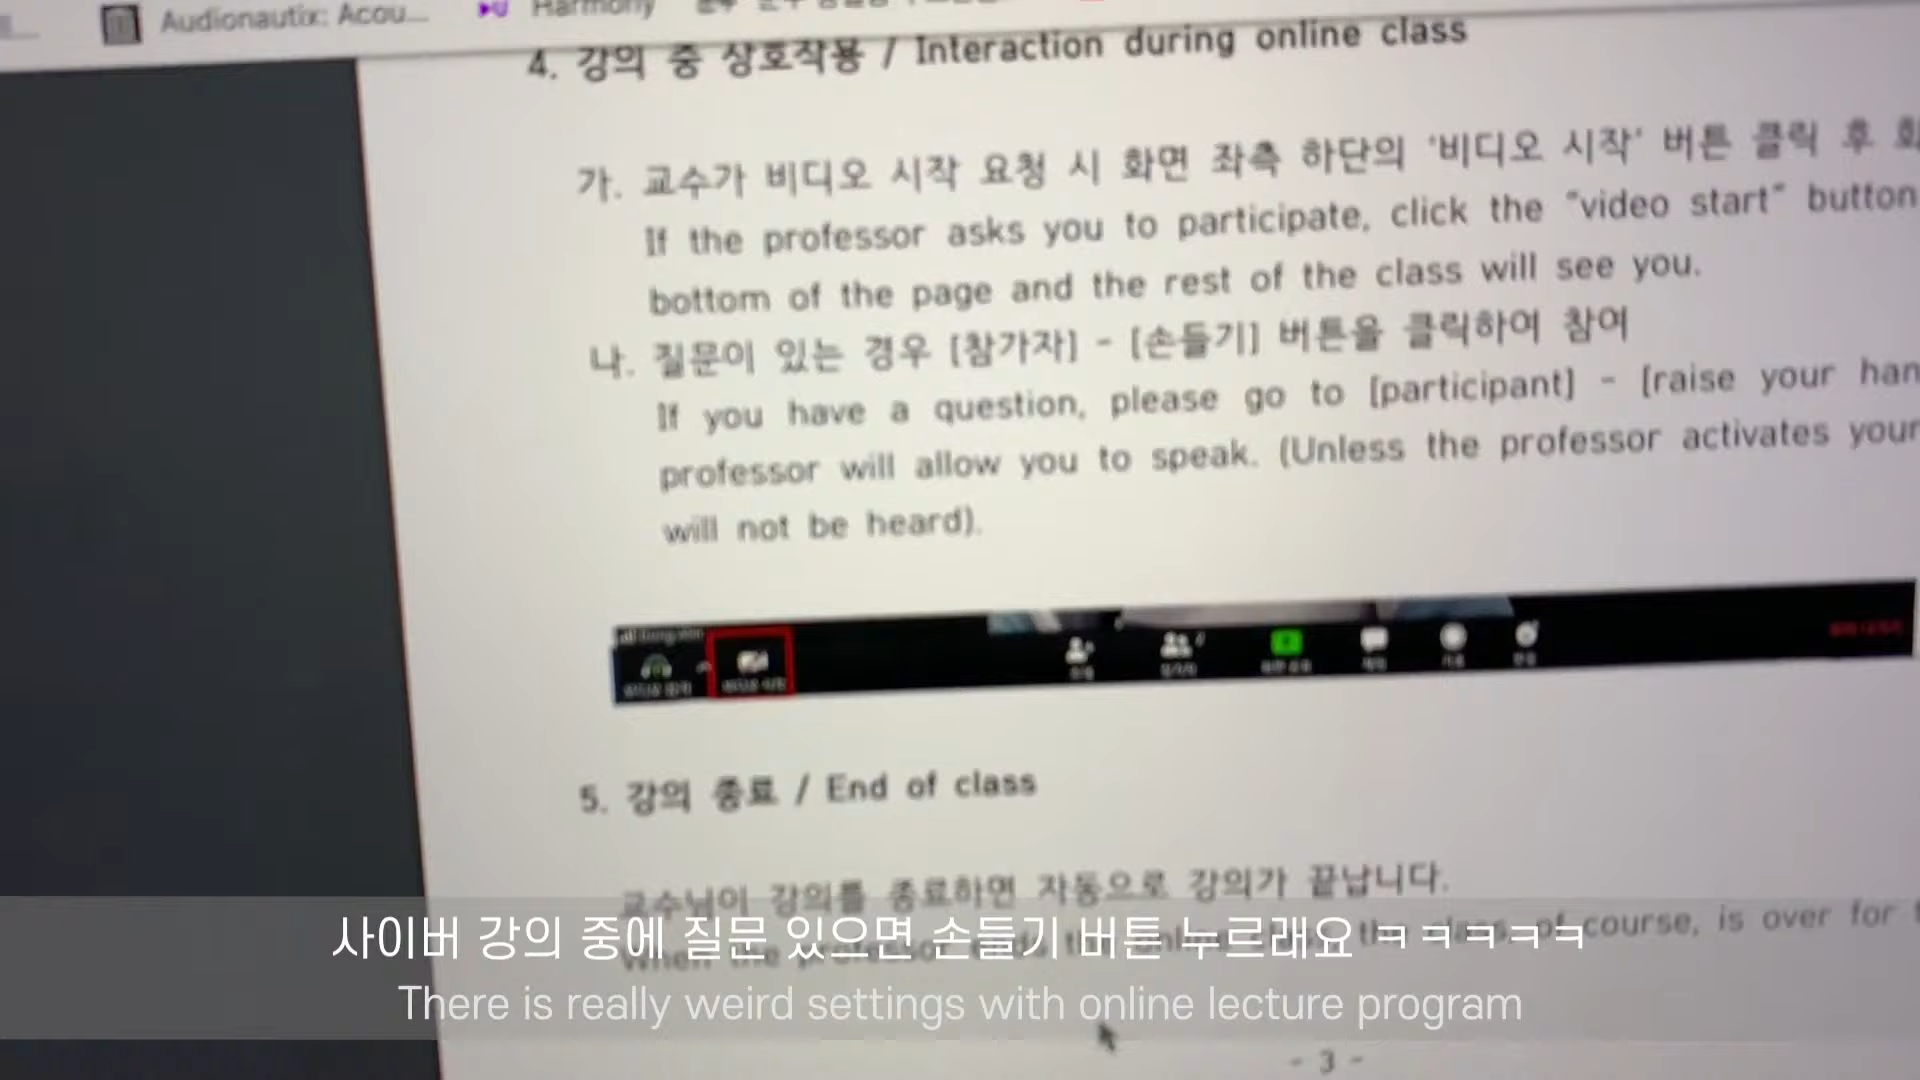 Audionautix: Acou...
Harmony
4. 강의 중 상호작용 / Interaction during online class
가. 교수가 비디오 시작 요청 시 화면 좌측 하단의 '비디오 시작' 버튼 클릭 후
If the professor asks you to participate, click the "video start" button
bottom of the page and the rest of the class will see you.
나. 질문이 있는 경우 [참가자] - [손들기] 버튼을 클릭하여 참여
If you have a question, please go to [participant] - [raise your han
professor will allow you to speak. (Unless the professor activates your
will not be heard).
5. 강의 종료 / End of class
교수님이 강의를 종료하면 자동으로 강의가 끝납니다.
When the professor the class, of course, is over for
사이버 강의 중에 질문 있으면 손들기 버튼 누르래요 ㅋㅋㅋㅋㅋ
There is really weird settings with online lecture program
- 3 -